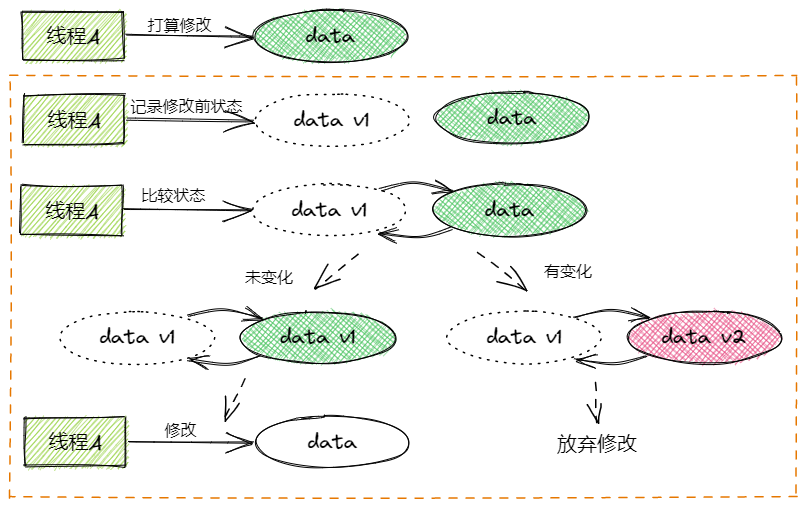 线程A
打算修改
data
线程A
记录修改前状态
data v1
data
线程A
比较状态
data v1
data
未变化
有变化
data v1
data v1
data v1
data v2
线程A
修改
data
放弃修改